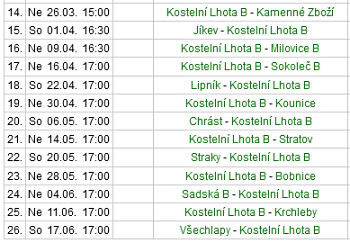 14. Ne 26.03. 15:00 Kostelní Lhota B - Kamenné Zboží
15. So 01.04. 16:30 Jíkev - Kostelní Lhota B
16. Ne 09.04. 16:30 Kostelní Lhota B - Milovice B
17. Ne 16.04. 17:00 Kostelní Lhota B - Sokoleč B
18. So 22.04. 17:00 Lipník - Kostelní Lhota B
19. Ne 30.04. 17:00 Kostelní Lhota B - Kounice
20. So 06.05. 17:00 Chrást - Kostelní Lhota B
21. Ne 14.05. 17:00 Kostelní Lhota B - Stratov
22. So 20.05. 17:00 Straky - Kostelní Lhota B
23. Ne 28.05. 17:00 Kostelní Lhota B - Bobnice
24. Ne 04.06. 17:00 Sadská B - Kostelní Lhota B
25. Ne 11.06. 17:00 Kostelní Lhota B - Krchleby
26. So 17.06. 17:00 Všechlapy - Kostelní Lhota B